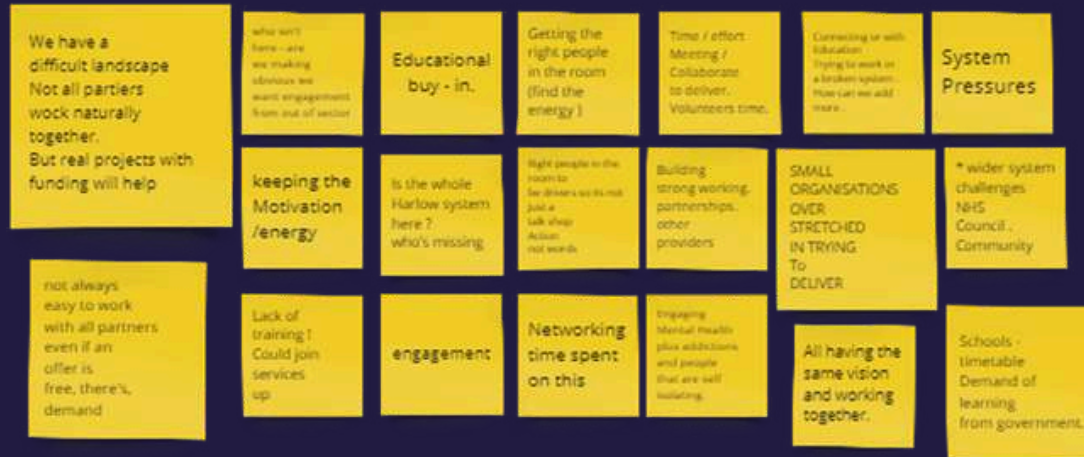 We have a
difficult landscape
Not all partiers
wock naturally
together.
But real projects with
funding will help
who isn't
here - are
we making
obvious we
want engagement
from out of sector
Educational
buy - in.
Getting the
right people
in the room
(find the
energy )
Time / effort
Meeting /
Collaborate
to deliver.
Volunteers time.
Connecting or with
Education
Trying to work in
a broken system .
How can we add
more .
System
Pressures
keeping the
Motivation
/energy
Is the whole
Harlow system
here ?
who's missing
Right people in the
room to
be drivers so its not
just a
talk shop
Action
not words
Building
strong working.
partnerships.
other
providers
SMALL
ORGANISATIONS
OVER
STRETCHED
IN TRYING
To
DELIVER
* wider system
challenges
NHS
Council .
Community
not always
easy to work
with all partners
even if an
offer is
free, there's,
demand
Lack of
training !
Could join
services
up
engagement
Networking
time spent
on this
Engaging
Mental Health
plus addictions
and people
that are self
isolating.
All having the
same vision
and working
together.
Schools -
timetable
Demand of
learning
from government.